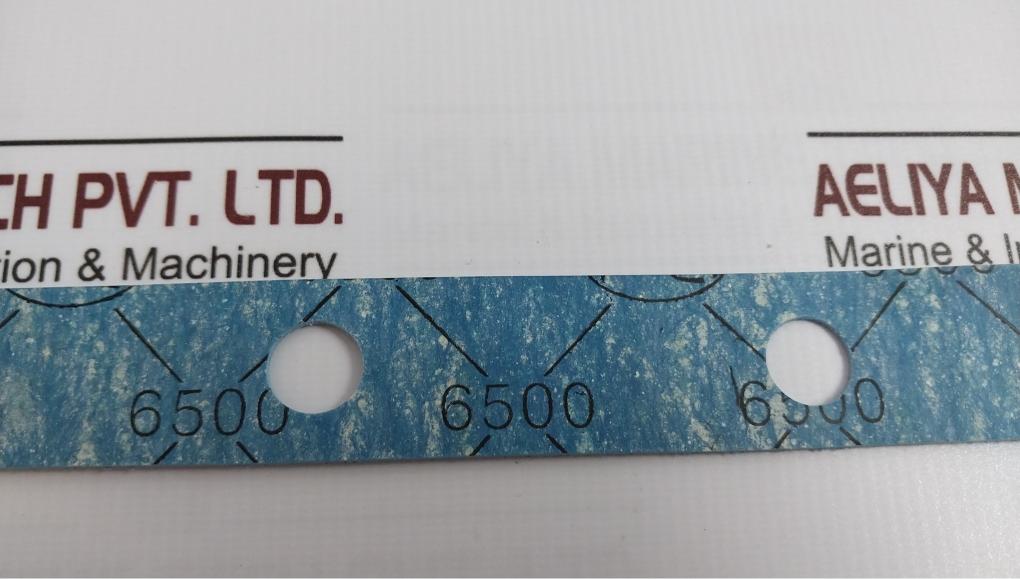 CH PVT. LTD.
ion & Machinery
AELIYA
Marine &
6500 6500 6500